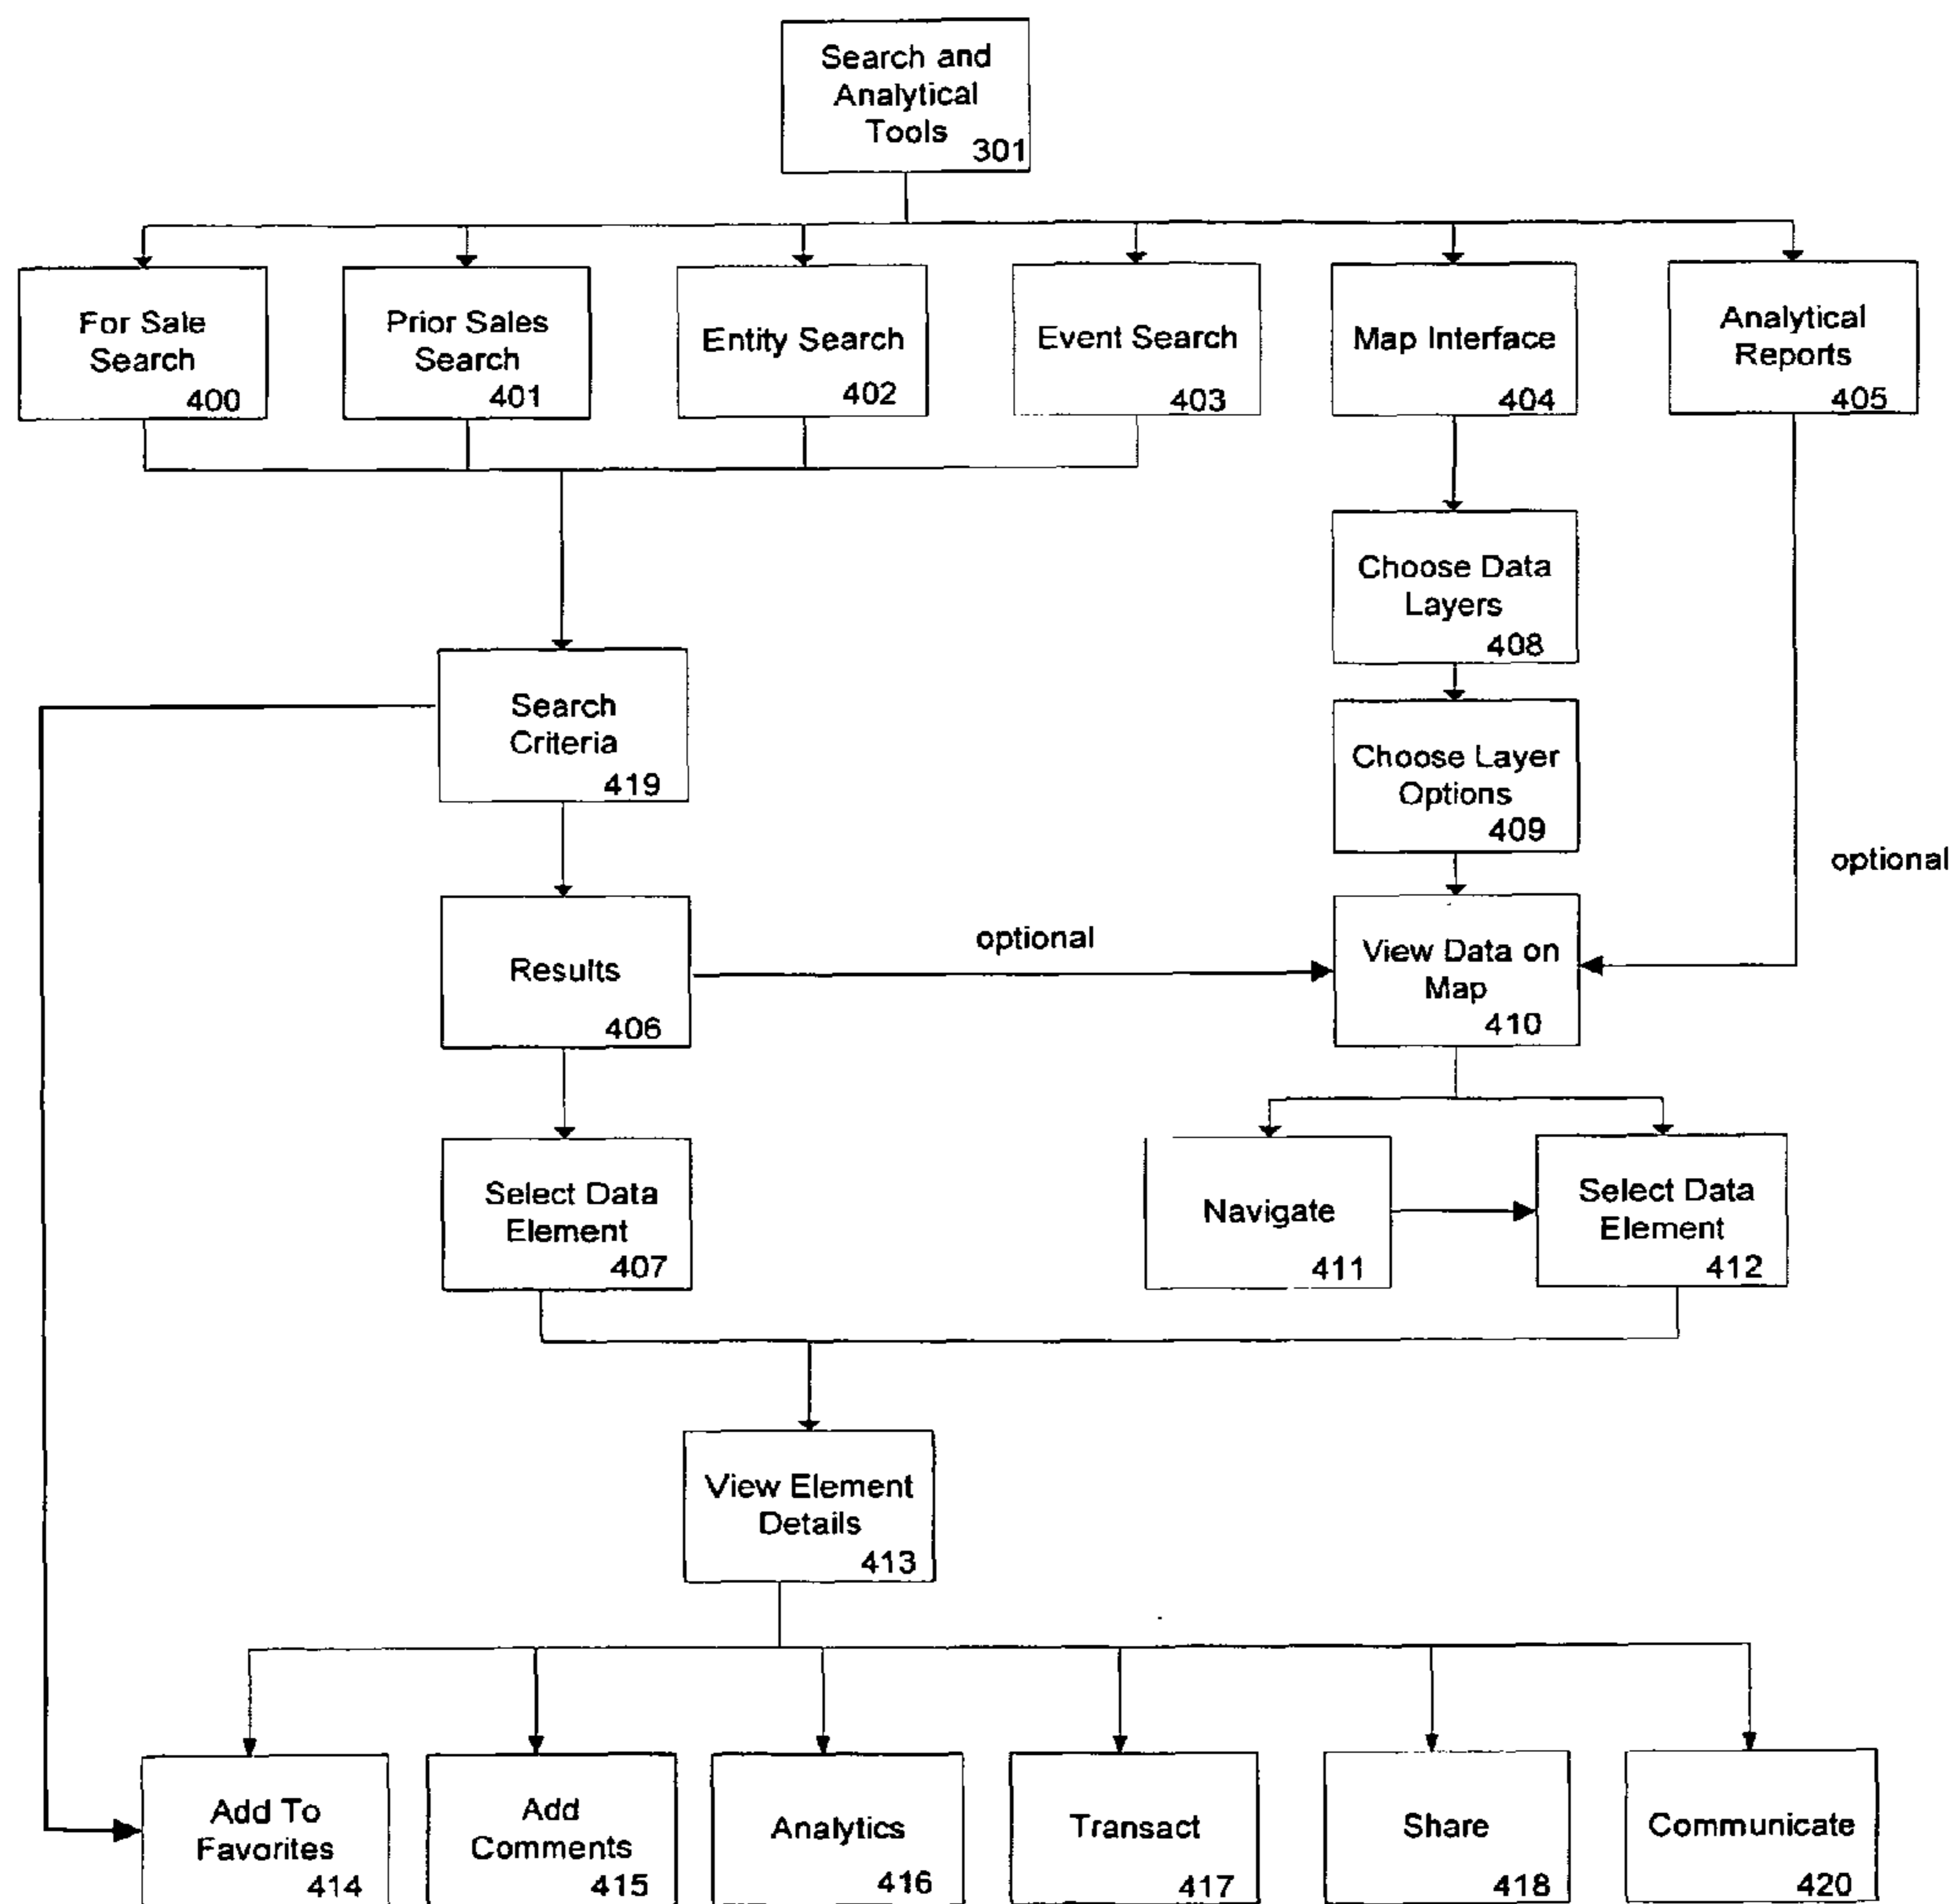 Search and
Analytical
Tools
301
For Sale
Search
400
Prior Sales
Search
401
Entity Search
402
Event Search
403
Map Interface
404
Analytical
Reports
405
Choose Data
Layers
408
Search
Criteria
419
Choose Layer
Options
409
optional
Results
406
optional
View Data on
Map
410
Select Data
Element
407
Navigate
411
Select Data
Element
412
View Element
Details
413
Add To
Favorites
414
Add
Comments
415
Analytics
416
Transact
417
Share
418
Communicate
420